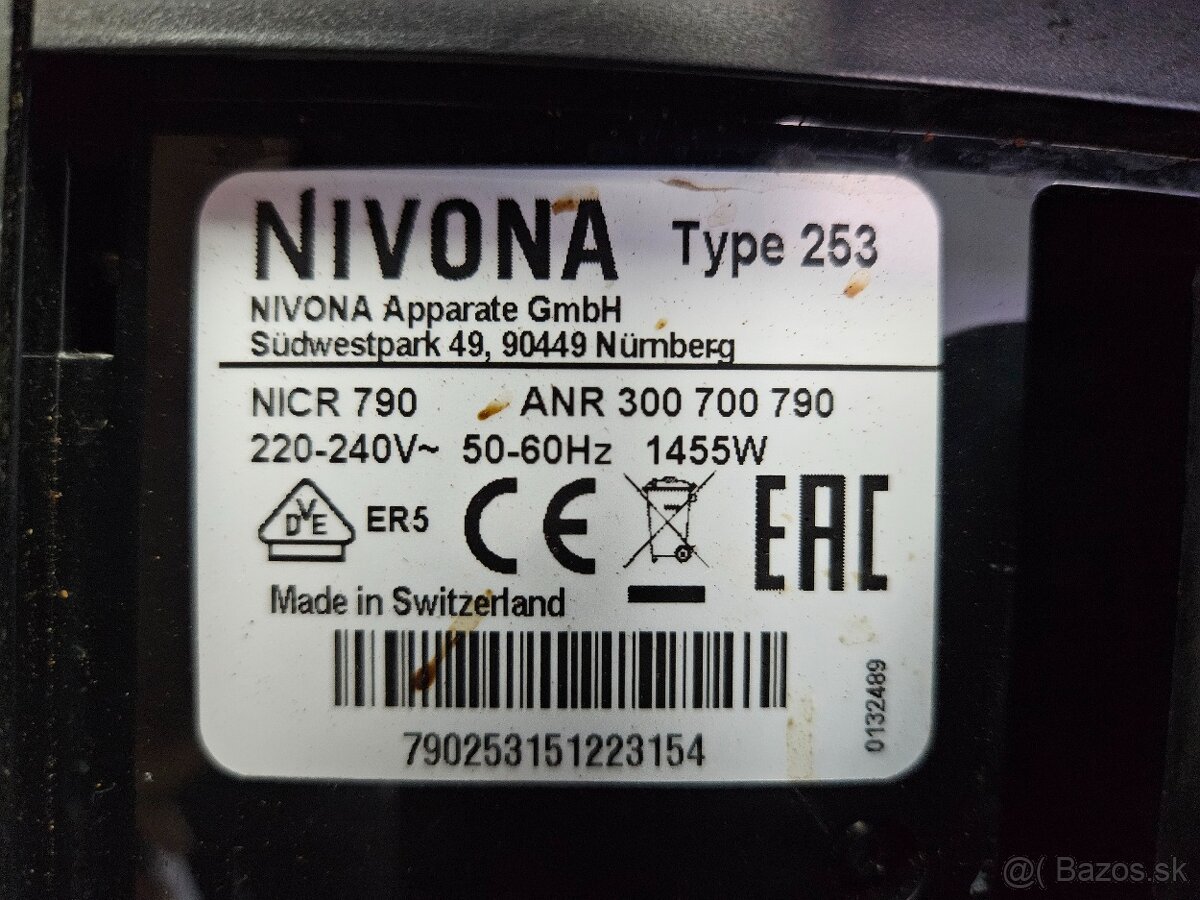 NIVONA Type 253
NIVONA Apparate GmbH
Südwestpark 49, 90449 Nürnberg
NICR 790 ANR 300 700 790
220-240V~ 50-60Hz 1455W
DVE ER5 CE EAC
Made in Switzerland
0132489
790253151223154
@( Bazos.sk